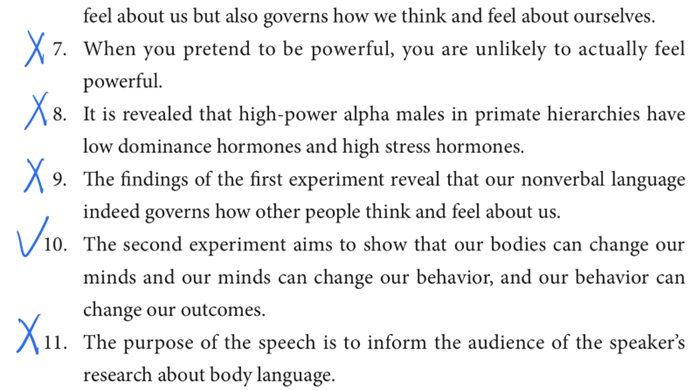 feel about us but also governs how we think and feel about ourselves.
X 7. When you pretend to be powerful, you are unlikely to actually feel
powerful.
X 8. It is revealed that high-power alpha males in primate hierarchies have
low dominance hormones and high stress hormones.
X 9. The findings of the first experiment reveal that our nonverbal language
indeed governs how other people think and feel about us.
✓ 10. The second experiment aims to show that our bodies can change our
minds and our minds can change our behavior, and our behavior can
change our outcomes.
X 11. The purpose of the speech is to inform the audience of the speaker's
research about body language.